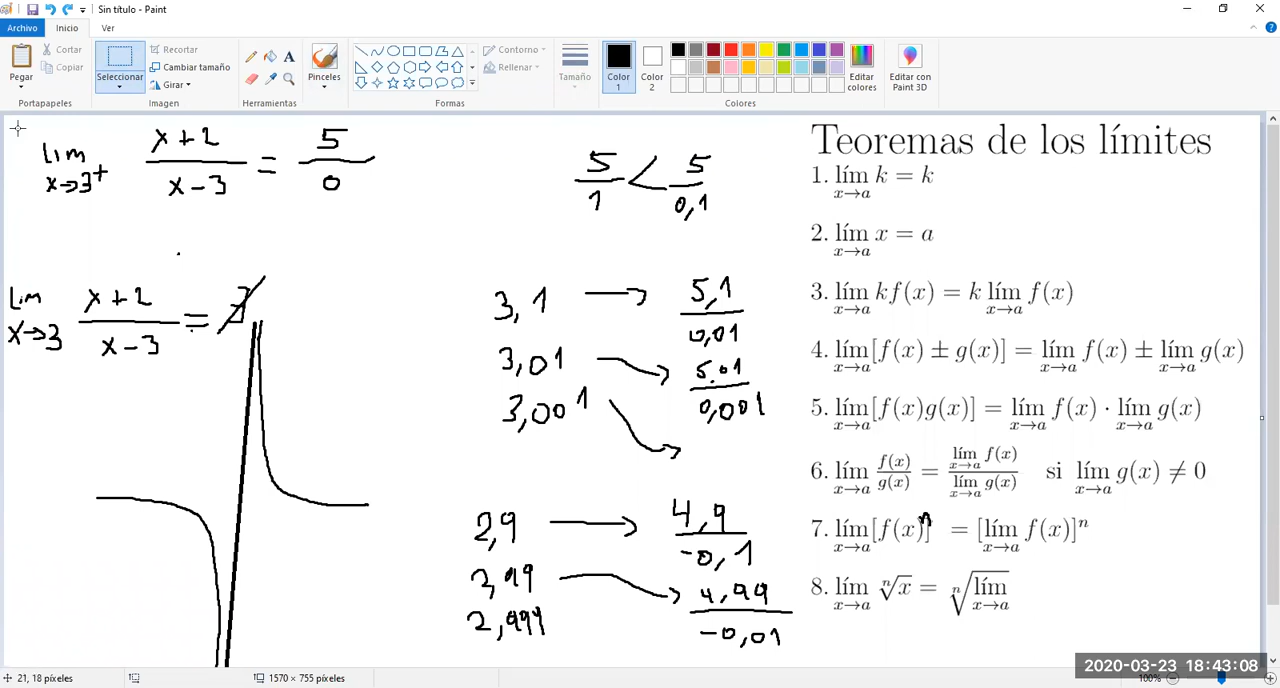 Sin título - Paint
Archivo Inicio Ver
Pegar
Cortar
Copiar
Portapapeles
Seleccionar
Recortar
Cambiar tamaño
Girar
Imagen
A
Herramientas
Pinceles
Contorno
Rellenar
Formas
Tamaño
Color 1
Color 2
Editar colores
Editar con Paint 3D
Colores
lim x→3+ (x+2)/(x-3) = 5/0
lim x→3 (x+2)/(x-3) = ∄
5/1 < 5/0,1
3,1 → 5,1/0,01
3,01 → 5.01/0,001
3,001 →
2,9 → 4,9/-0,1
2,99 → 4,99/-0,01
2,999
Teoremas de los límites
1. lím x→a k = k
2. lím x→a x = a
3. lím x→a kf(x) = k lím x→a f(x)
4. lím x→a [f(x) ± g(x)] = lím x→a f(x) ± lím x→a g(x)
5. lím x→a [f(x)g(x)] = lím x→a f(x) · lím x→a g(x)
6. lím x→a f(x)/g(x) = lím x→a f(x) / lím x→a g(x) si lím x→a g(x) ≠ 0
7. lím x→a [f(x)]ⁿ = [lím x→a f(x)]ⁿ
8. lím x→a ⁿ√x = ⁿ√lím x→a
21, 18 píxeles
1570 × 755 píxeles
100%
2020-03-23 18:43:08